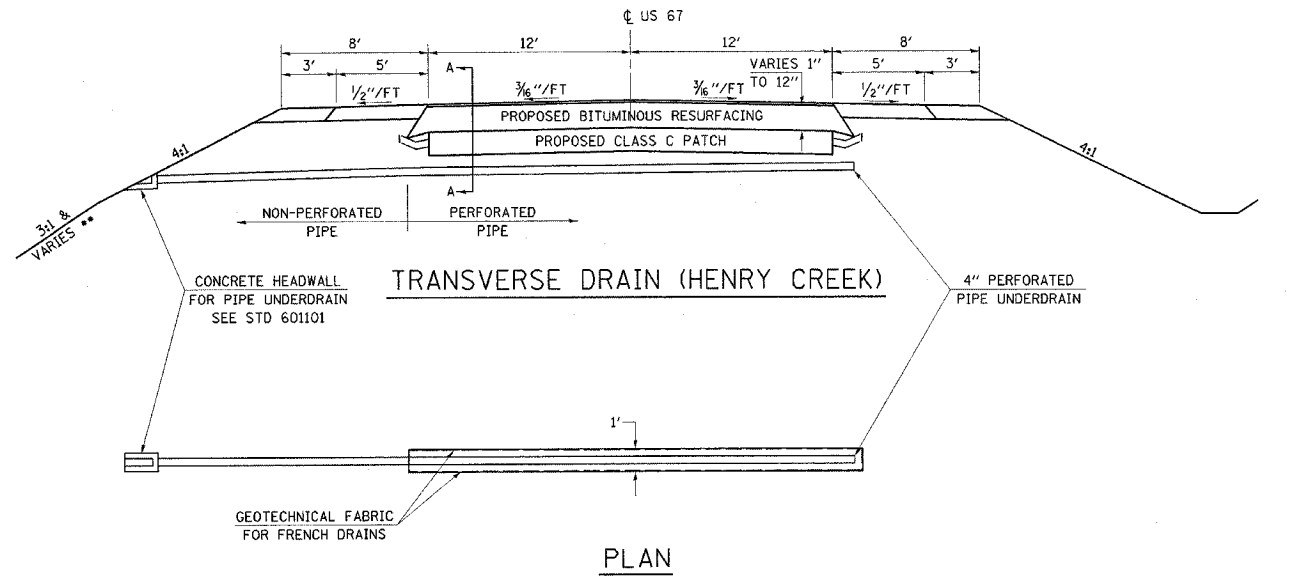 ℄ US 67
8' 12' 12' 8'
3' 5' VARIES 1" 5' 3'
TO 12"
A
1/2"/FT 3/16"/FT 3/16"/FT 1/2"/FT
PROPOSED BITUMINOUS RESURFACING
PROPOSED CLASS C PATCH
4:1 4:1
A
3:1 &
VARIES **
NON-PERFORATED PERFORATED
PIPE PIPE
TRANSVERSE DRAIN (HENRY CREEK)
CONCRETE HEADWALL
FOR PIPE UNDERDRAIN
SEE STD 601101
4" PERFORATED
PIPE UNDERDRAIN
1'
GEOTECHNICAL FABRIC
FOR FRENCH DRAINS
PLAN